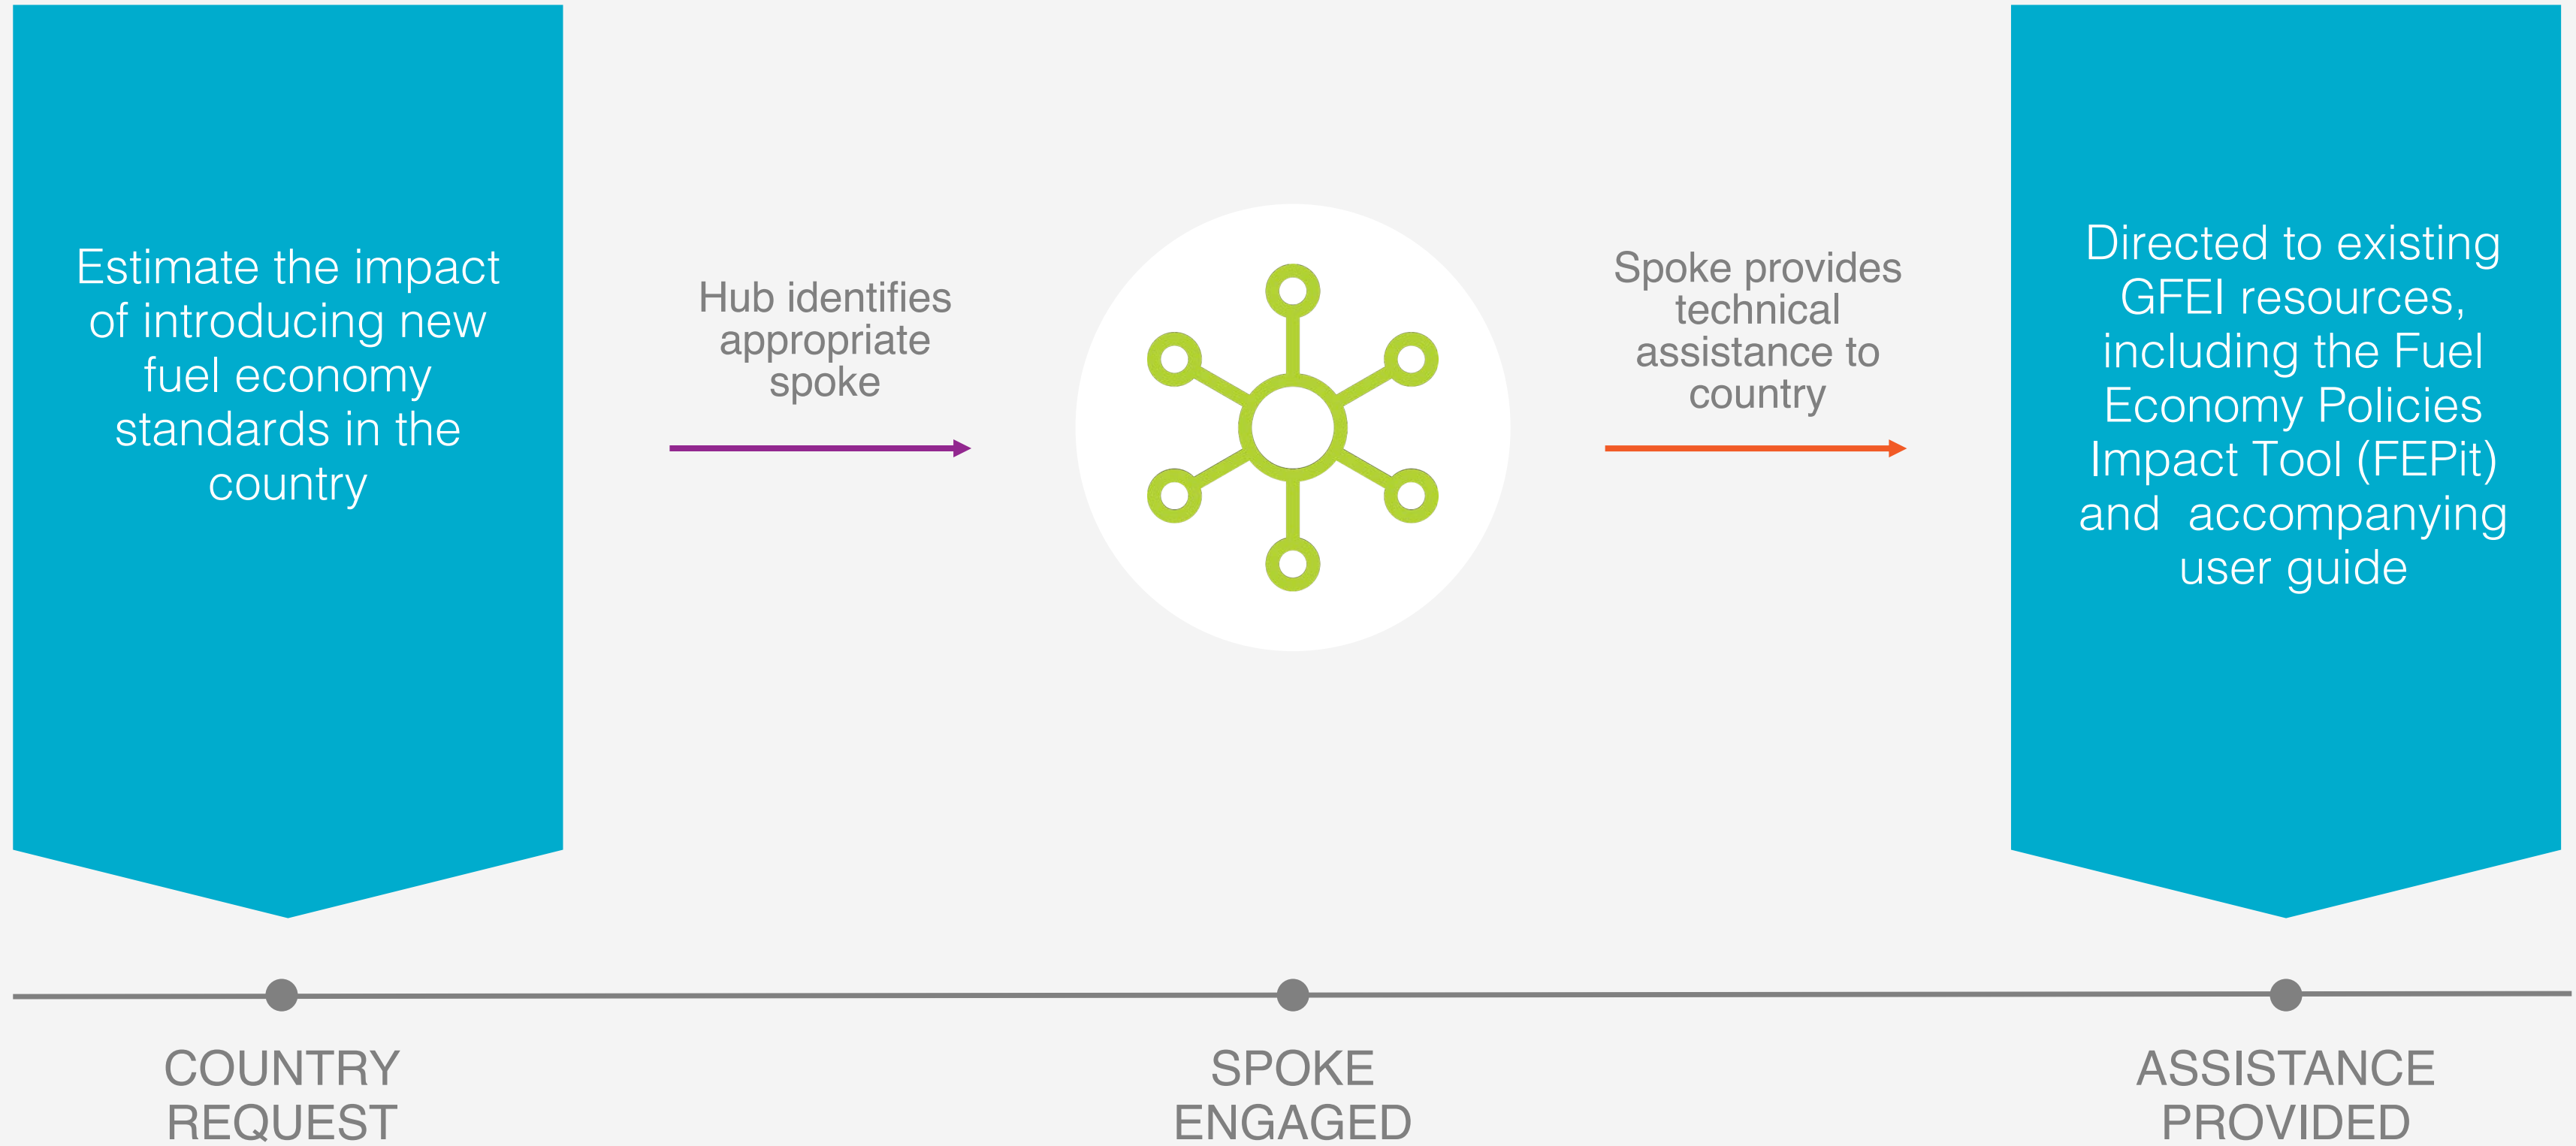 Estimate the impact
of introducing new
fuel economy
standards in the
country
Hub identifies
appropriate
spoke
Spoke provides
technical
assistance to
country
Directed to existing
GFEI resources,
including the Fuel
Economy Policies
Impact Tool (FEPit)
and  accompanying
user guide
COUNTRY
REQUEST
SPOKE
ENGAGED
ASSISTANCE
PROVIDED